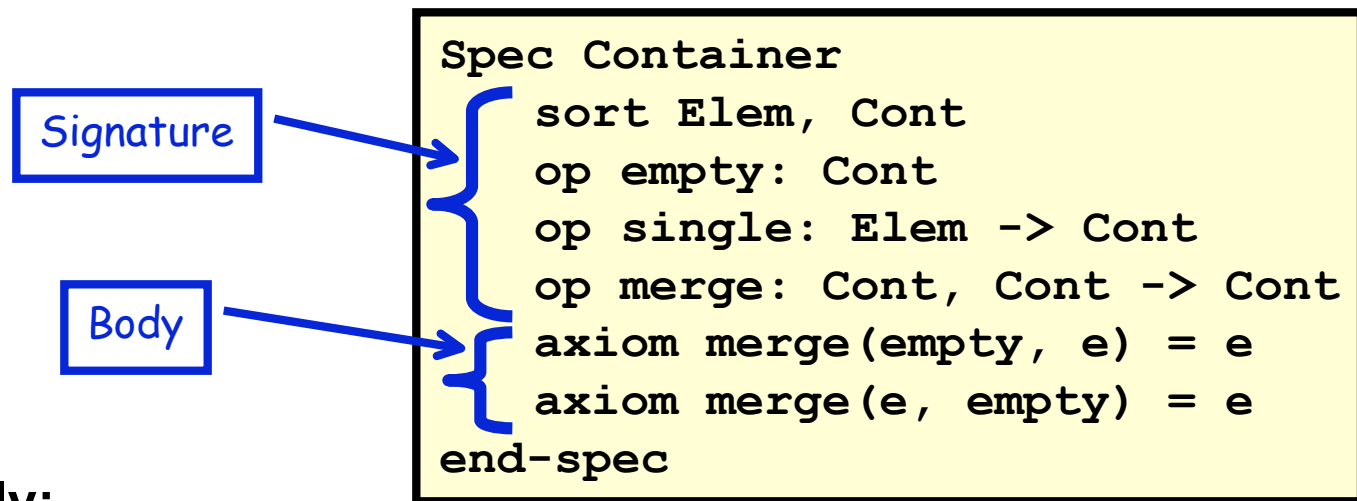 Spec Container
Signature
sort Elem, Cont
op empty: Cont
op single: Elem -> Cont
op merge: Cont, Cont -> Cont
Body
axiom merge(empty, e) = e
axiom merge(e, empty) = e
end-spec